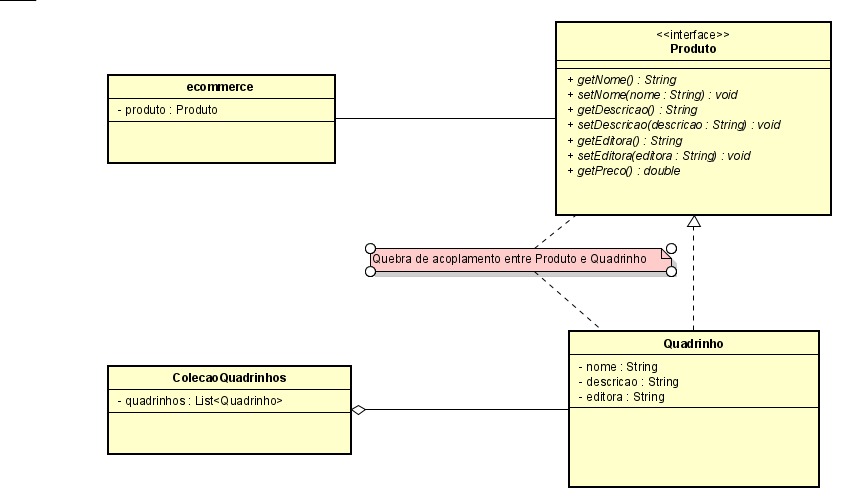 <<interface>>
Produto
+ getNome() : String
+ setNome(nome : String) : void
+ getDescricao() : String
+ setDescricao(descricao : String) : void
+ getEditora() : String
+ setEditora(editora : String) : void
+ getPreco() : double
ecommerce
- produto : Produto
Quebra de acoplamento entre Produto e Quadrinho
Quadrinho
- nome : String
- descricao : String
- editora : String
ColecaoQuadrinhos
- quadrinhos : List<Quadrinho>